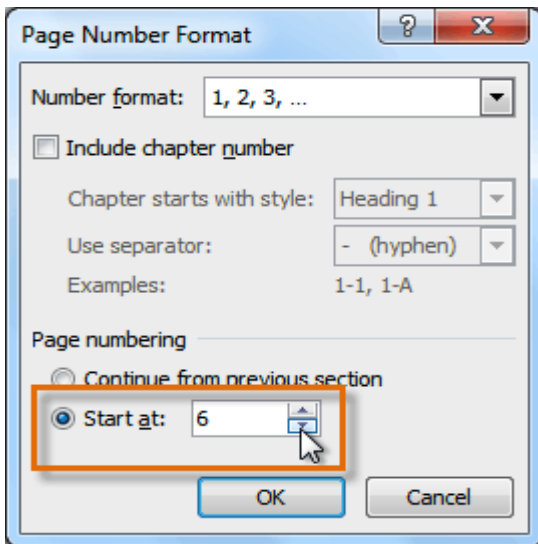 Page Number Format
Number format: 1, 2, 3, ...
Include chapter number
Chapter starts with style: Heading 1
Use separator: - (hyphen)
Examples: 1-1, 1-A
Page numbering
Continue from previous section
Start at: 6
OK Cancel